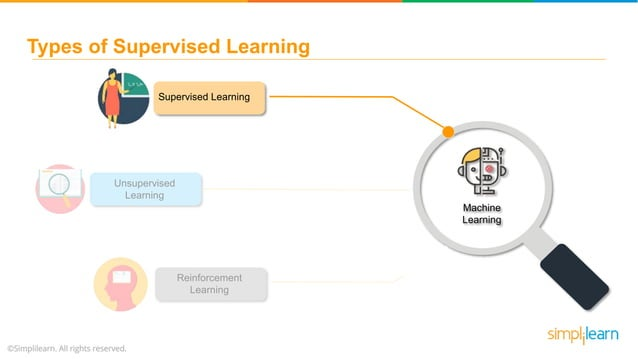 Types of Supervised Learning
Supervised Learning
Unsupervised
Learning
Machine
Learning
Reinforcement
Learning
©Simplilearn. All rights reserved.
simplilearn